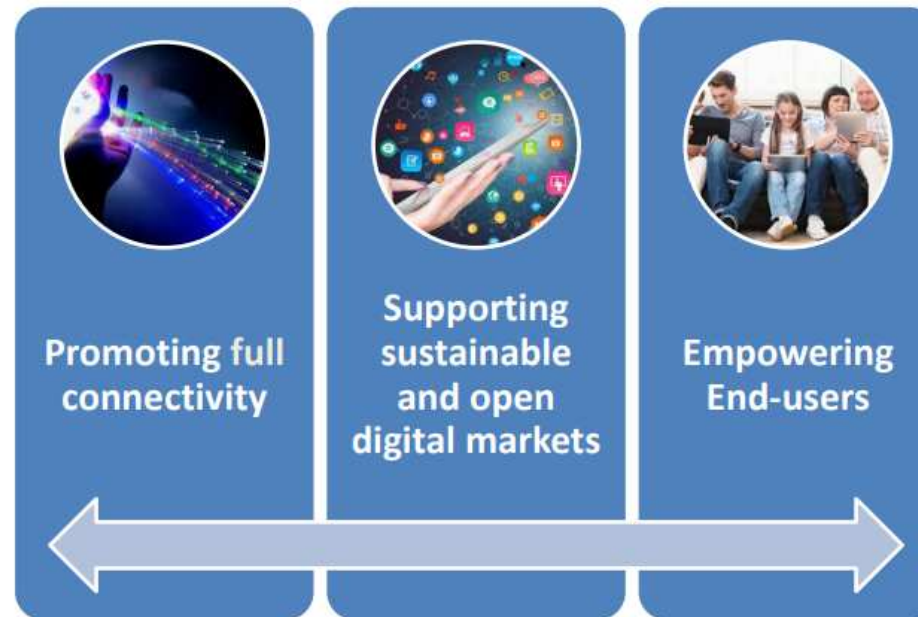 Promoting full
connectivity
Supporting
sustainable
and open
digital markets
Empowering
End-users